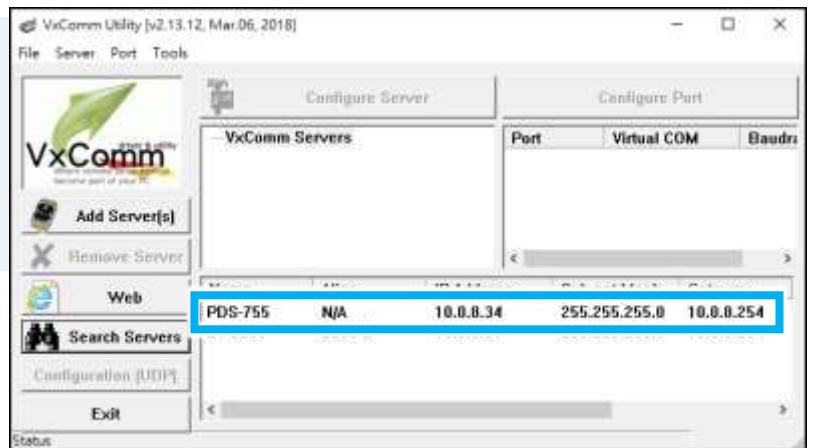 VxComm Utility [v2.13.12, Mar.06, 2018]
File Server Port Tools
VxComm
Configure Server
Configure Port
VxComm Servers
Port Virtual COM Baudra
Add Server(s)
Remove Server
Web
Search Servers
Configuration (UDP)
Exit
PDS-755 N/A 10.0.8.34 255.255.255.0 10.0.8.254
Status